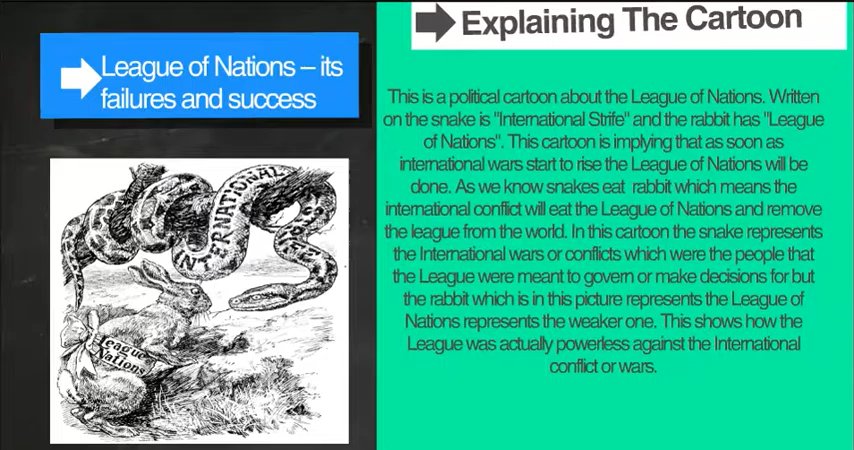 League of Nations – its
failures and success
INTERNATIONAL
STRIFE
League
of
Nations
Explaining The Cartoon
This is a political cartoon about the League of Nations. Written
on the snake is "International Strife" and the rabbit has "League
of Nations". This cartoon is implying that as soon as
international wars start to rise the League of Nations will be
done. As we know snakes eat  rabbit which means the
international conflict will eat the League of Nations and remove
the league from the world. In this cartoon the snake represents
the International wars or conflicts which were the people that
the League were meant to govern or make decisions for but
the rabbit which is in this picture represents the League of
Nations represents the weaker one. This shows how the
League was actually powerless against the International
conflict or wars.